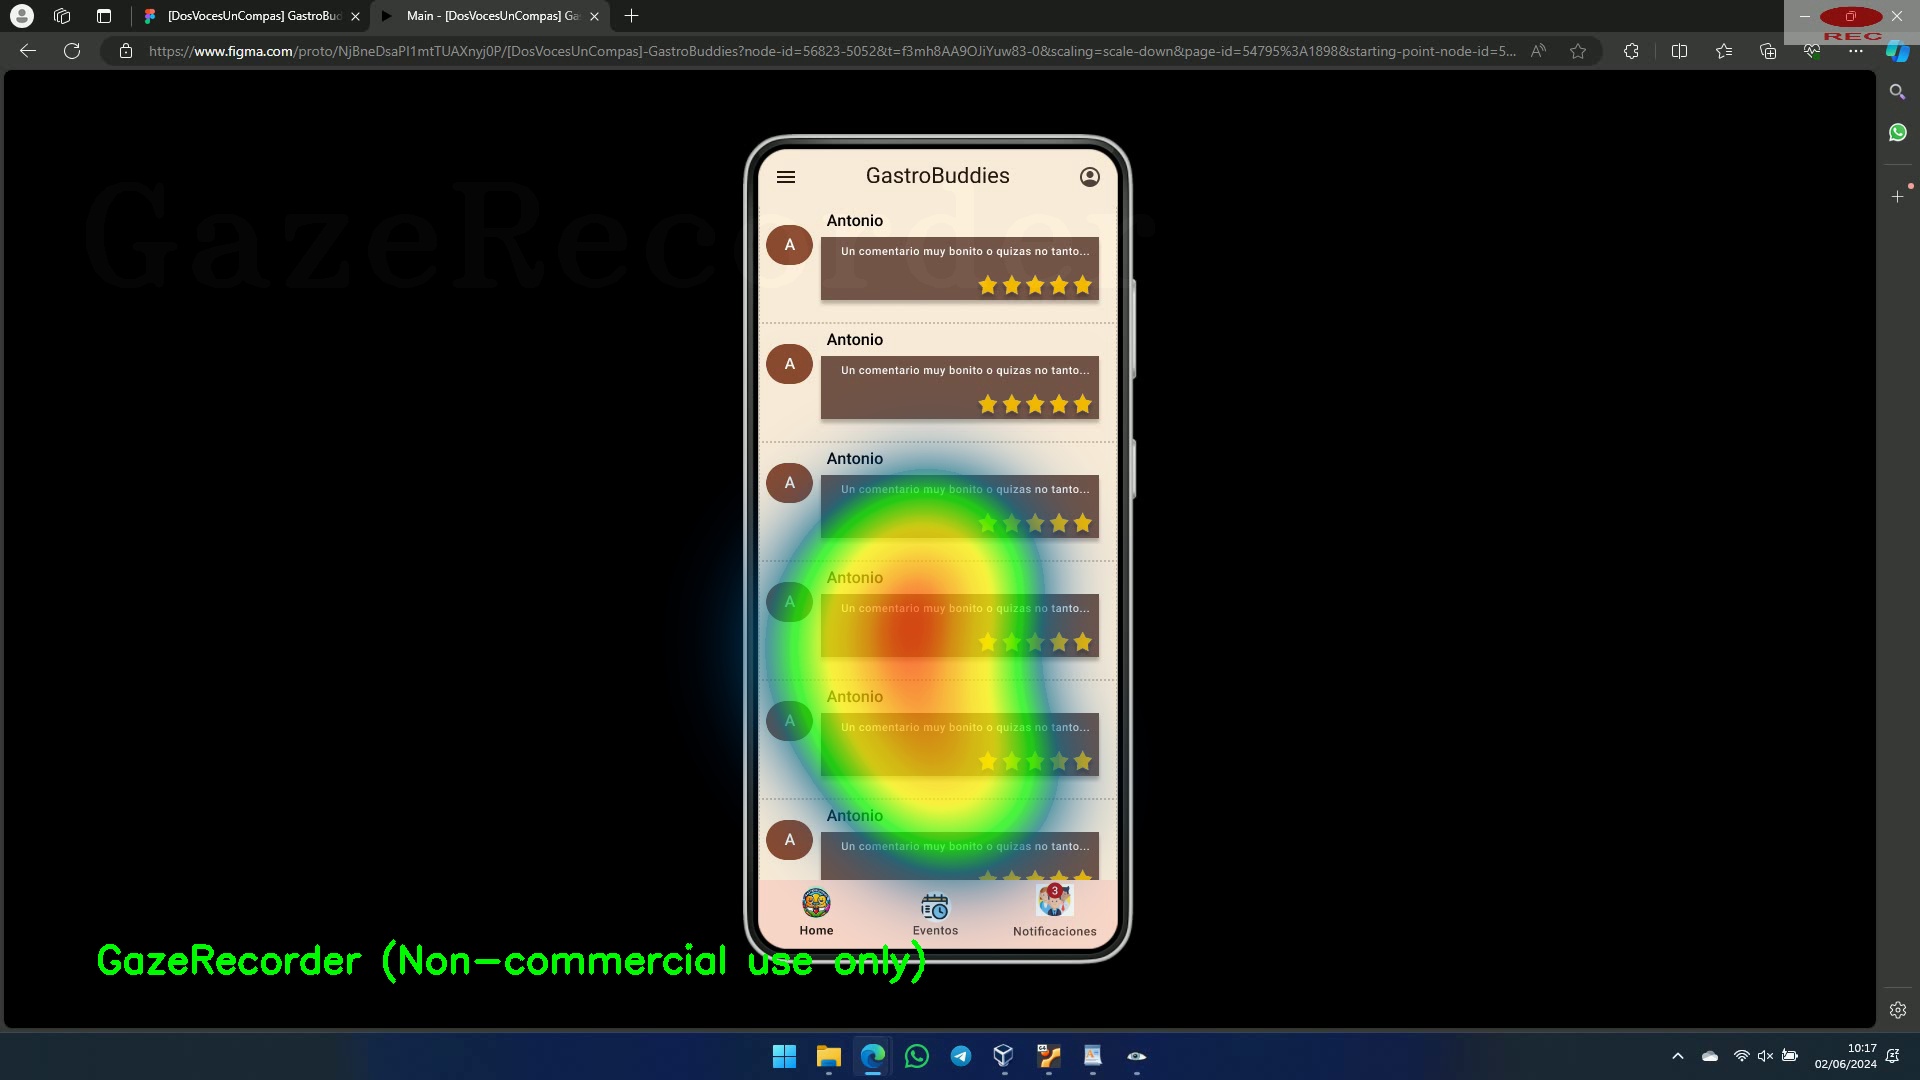 [DosVocesUnCompas] GastroBud
Main - [DosVocesUnCompas] Ga
REC
https://www.figma.com/proto/NjBneDsaPI1mtTUAXnyj0P/[DosVocesUnCompas]-GastroBuddies?node-id=56823-5052&t=f3mh8AA9OJiYuw83-0&scaling=scale-down&page-id=54795%3A1898&starting-point-node-id=5...
GazeRecorder
GastroBuddies
Antonio
A
Un comentario muy bonito o quizas no tanto...
Antonio
A
Un comentario muy bonito o quizas no tanto...
Antonio
A
Un comentario muy bonito o quizas no tanto...
Antonio
A
Un comentario muy bonito o quizas no tanto...
Antonio
A
Un comentario muy bonito o quizas no tanto...
Antonio
A
Un comentario muy bonito o quizas no tanto...
3
Home
Eventos
Notificaciones
GazeRecorder (Non-commercial use only)
10:17
02/06/2024